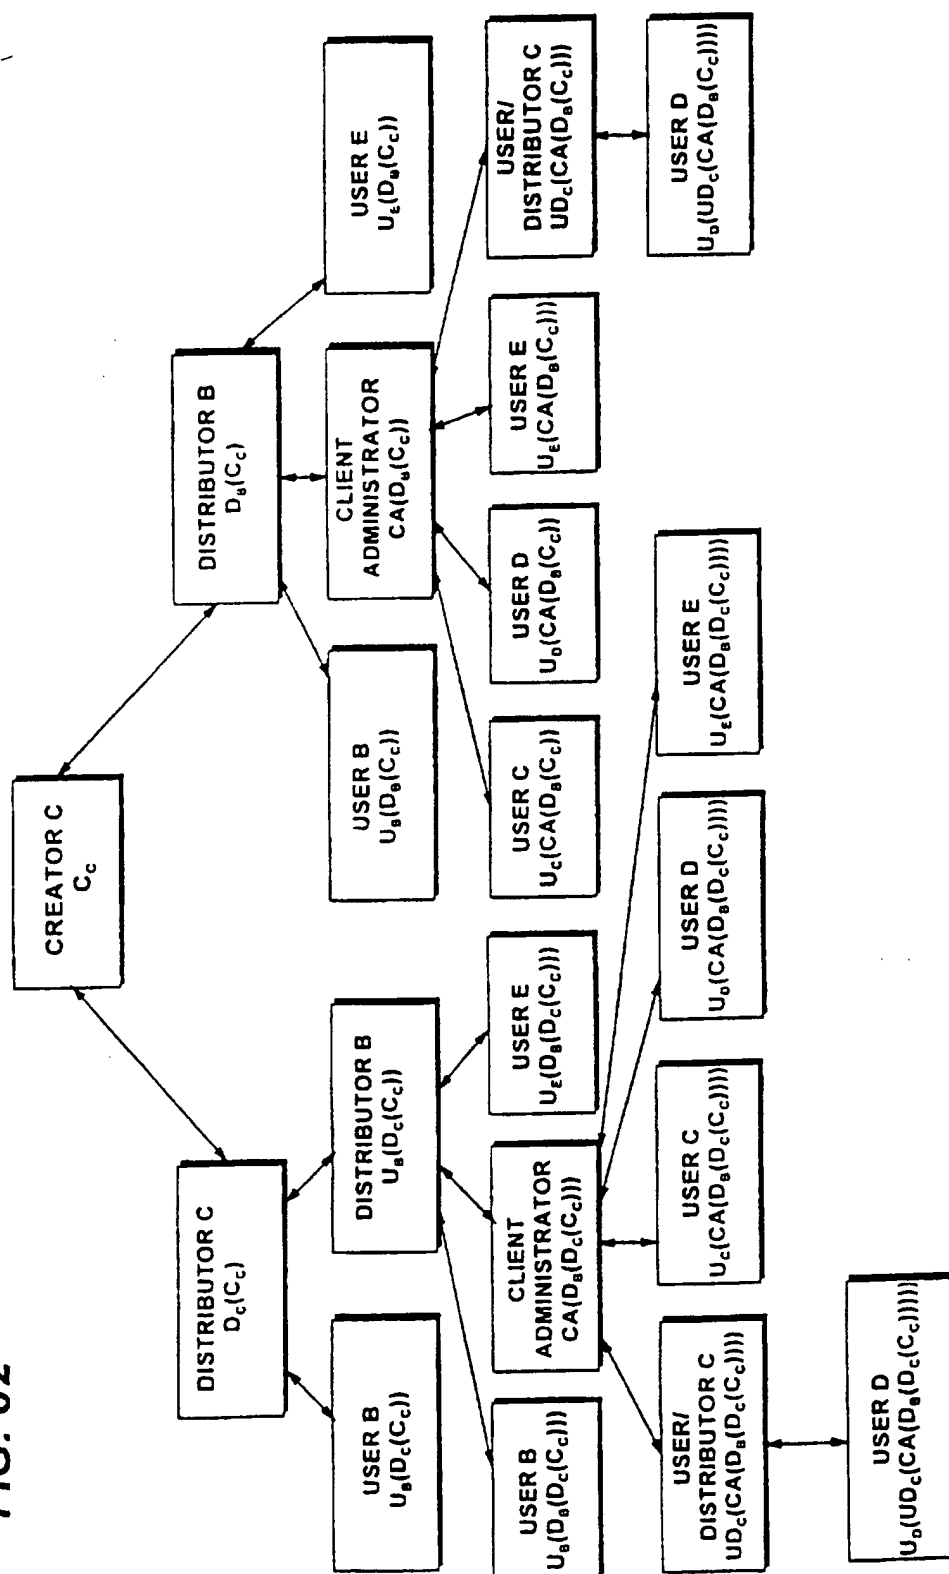 FIG. 82
CREATOR C
C_C
DISTRIBUTOR C
D_C(C_C)
DISTRIBUTOR B
D_B(C_C)
USER B
U_B(D_C(C_C))
DISTRIBUTOR B
U_B(D_C(C_C))
USER B
U_B(D_B(C_C))
CLIENT
ADMINISTRATOR
CA(D_B(C_C))
USER E
U_E(D_B(C_C))
USER B
U_B(D_B(D_C(C_C)))
CLIENT
ADMINISTRATOR
CA(D_B(D_C(C_C)))
USER E
U_E(D_B(D_C(C_C)))
USER C
U_C(CA(D_B(C_C))
USER D
U_D(CA(D_B(C_C))
USER E
U_E(CA(D_B(C_C)))
USER/
DISTRIBUTOR C
UD_C(CA(D_B(C_C)))
USER/
DISTRIBUTOR C
UD_C(CA(D_B(D_C(C_C))))
USER C
U_C(CA(D_B(D_C(C_C))))
USER D
U_D(CA(D_B(D_C(C_C))))
USER E
U_E(CA(D_B(D_C(C_C))))
USER D
U_D(UD_C(CA(D_B(C_C))))
USER D
U_D(UD_C(CA(D_B(D_C(C_C)))))